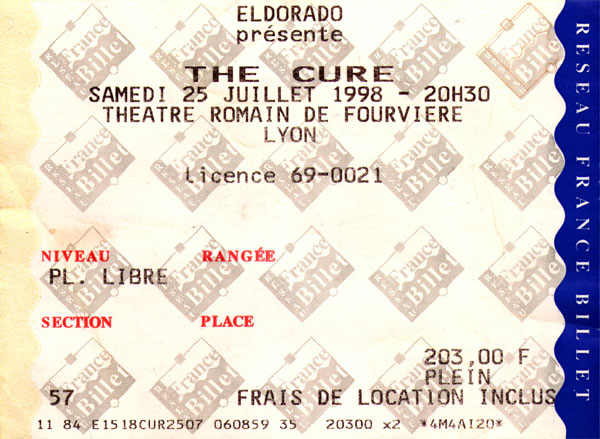 ELDORADO
présente
THE CURE
SAMEDI 25 JUILLET 1998 - 20H30
THEATRE ROMAIN DE FOURVIERE
LYON
Licence 69-0021
NIVEAU RANGÉE
PL. LIBRE
SECTION PLACE
203,00 F
PLEIN
57 FRAIS DE LOCATION INCLUS
11 84 E1518CUR2507 060859 35 20300 x2 *4M4AI20*
RESEAU FRANCE BILLET
France Billet